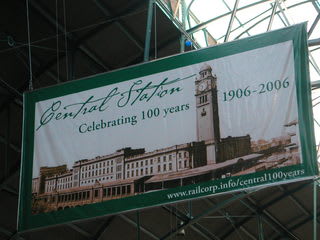 Central Station
Celebrating 100 years
1906-2006
www.railcorp.info/central100years